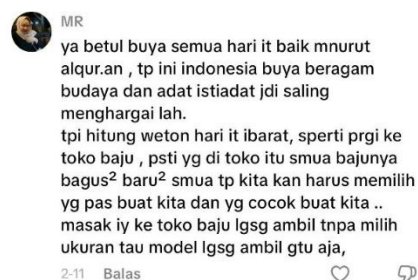 MR
ya betul buya semua hari it baik mnurut
alqur.an , tp ini indonesia buya beragam
budaya dan adat istiadat jdi saling
menghargai lah.
tpi hitung weton hari it ibarat, sperti prgi ke
toko baju , psti yg di toko itu smua bajunya
bagus² baru² smua tp kita kan harus memilih
yg pas buat kita dan yg cocok buat kita ..
masak iy ke toko baju lgsg ambil tnpa milih
ukuran tau model lgsg ambil gtu aja,
2-11 Balas